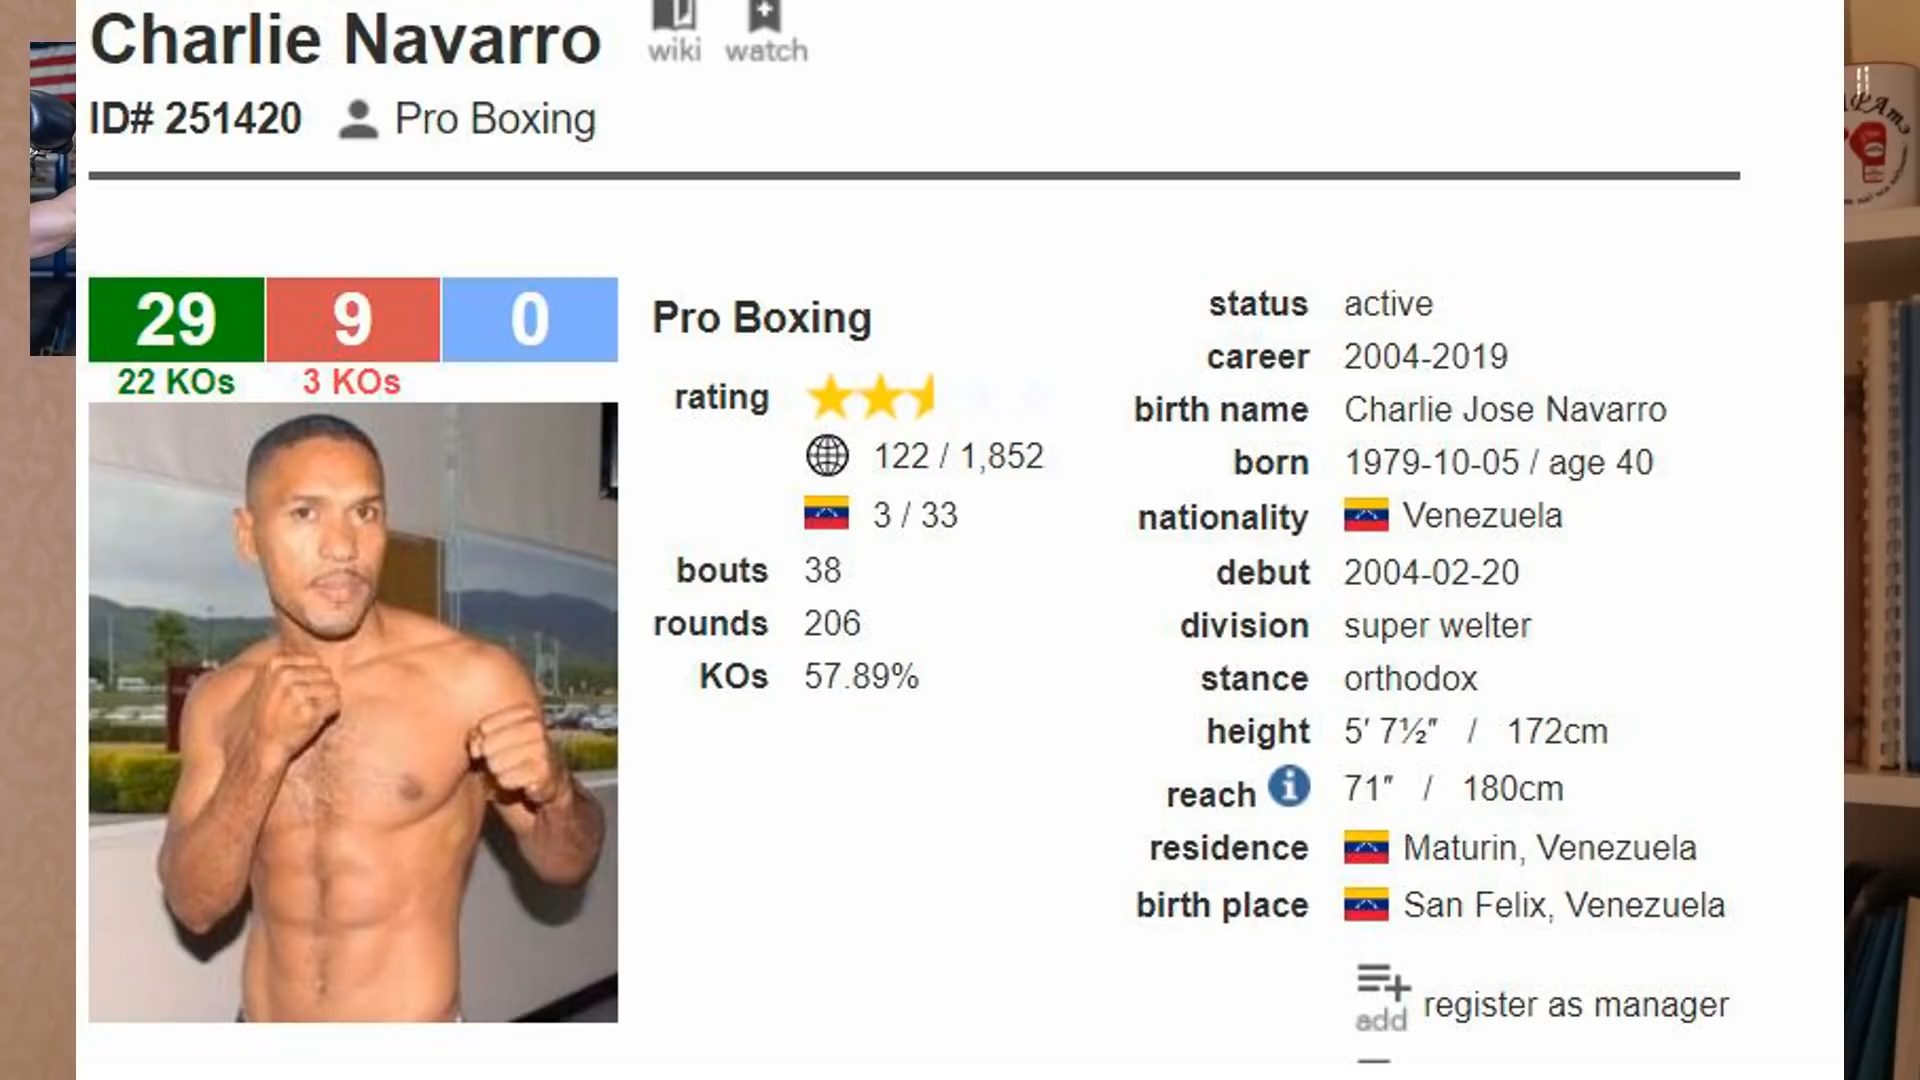 Charlie Navarro
wiki watch
ID# 251420 Pro Boxing
29 9 0
22 KOs 3 KOs
Pro Boxing
rating
122 / 1,852
3 / 33
bouts 38
rounds 206
KOs 57.89%
status active
career 2004-2019
birth name Charlie Jose Navarro
born 1979-10-05 / age 40
nationality Venezuela
debut 2004-02-20
division super welter
stance orthodox
height 5′ 7½″ / 172cm
reach 71″ / 180cm
residence Maturin, Venezuela
birth place San Felix, Venezuela
add register as manager